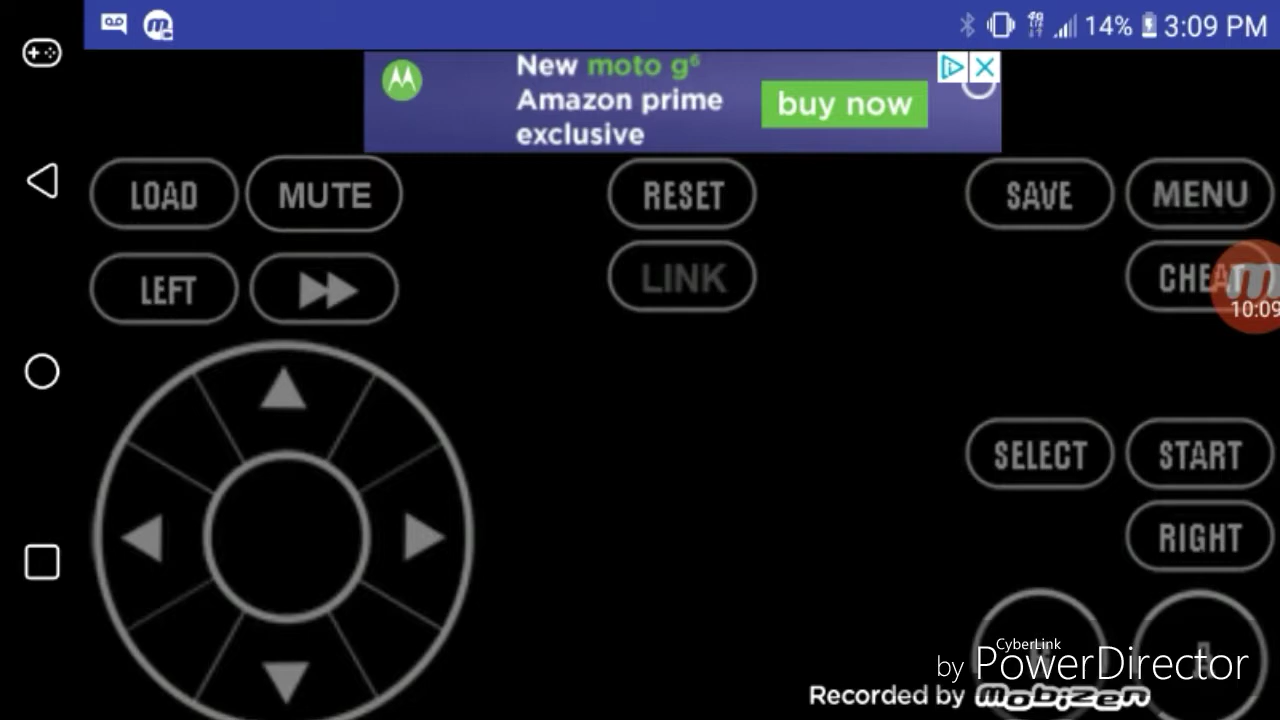 14% 3:09 PM
New moto g6
Amazon prime
exclusive
buy now
LOAD
MUTE
RESET
SAVE
MENU
LEFT
LINK
CHEAT
10:09
SELECT
START
RIGHT
CyberLink
by PowerDirector
Recorded by mobizen